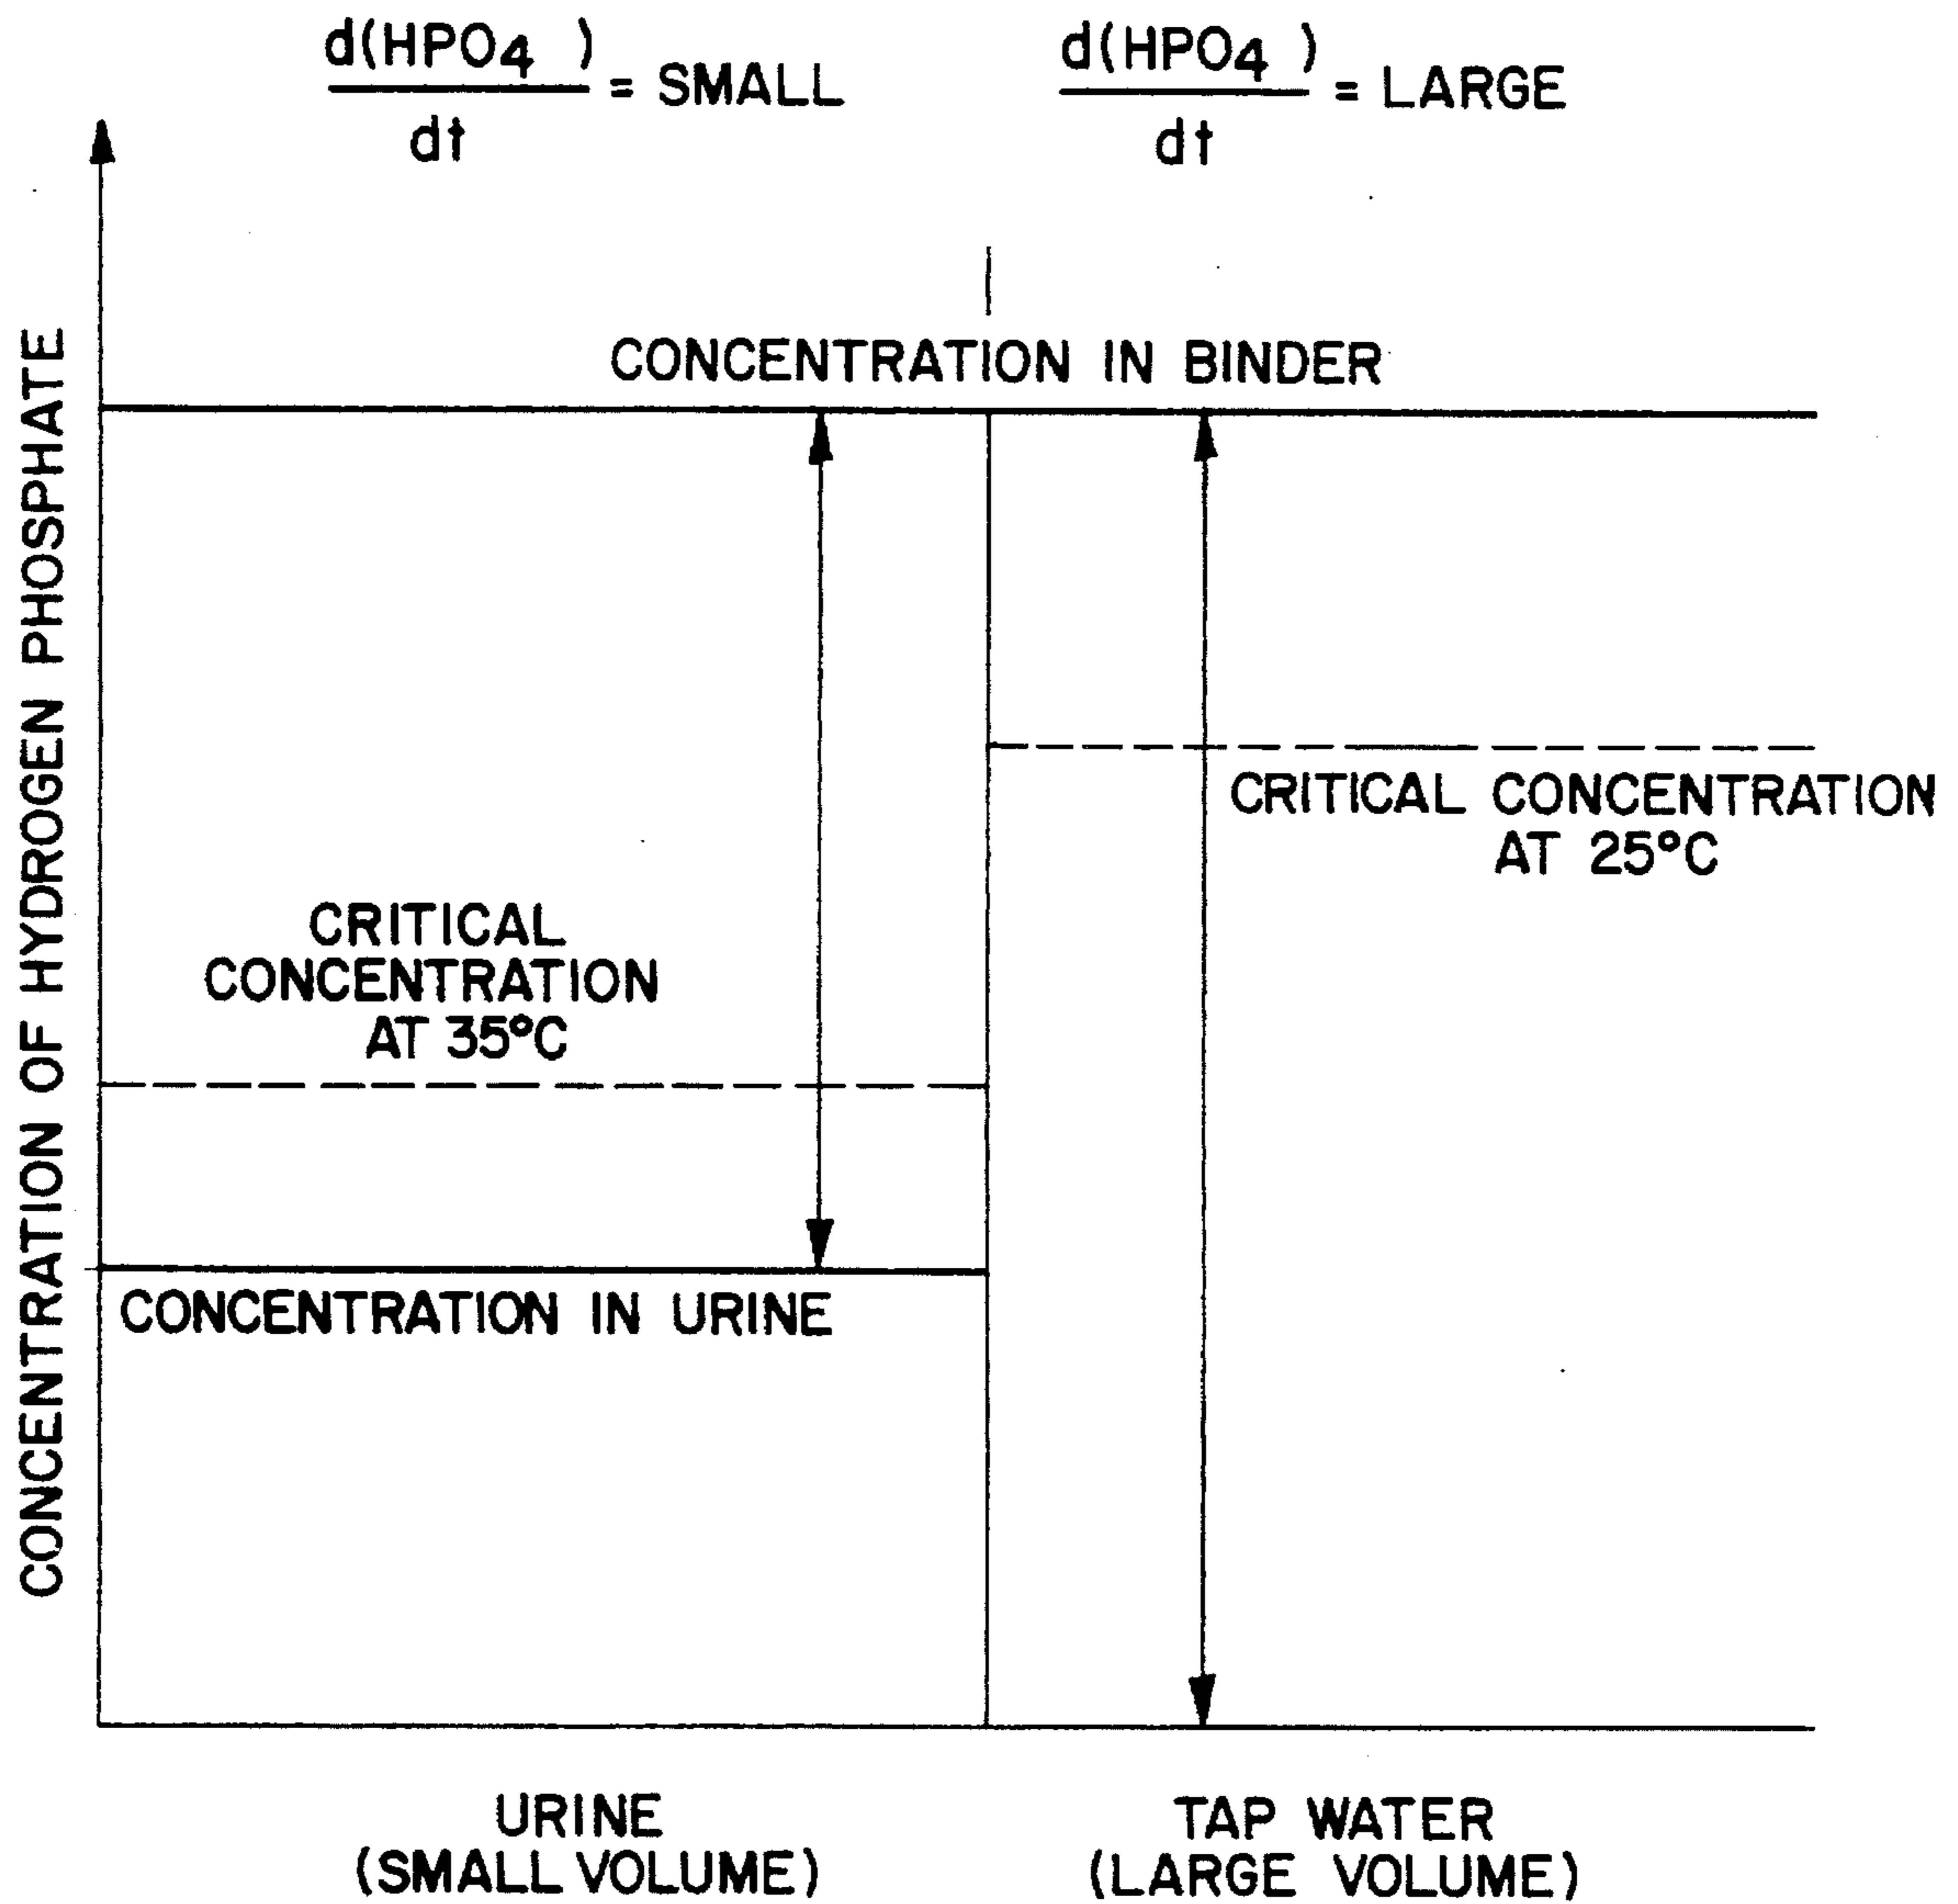 d(HPO4 )
dt
= SMALL
d(HPO4 )
dt
= LARGE
CONCENTRATION OF HYDROGEN PHOSPHATE
CONCENTRATION IN BINDER
CRITICAL CONCENTRATION
AT 25°C
CRITICAL
CONCENTRATION
AT 35°C
CONCENTRATION IN URINE
URINE
(SMALL VOLUME)
TAP WATER
(LARGE VOLUME)